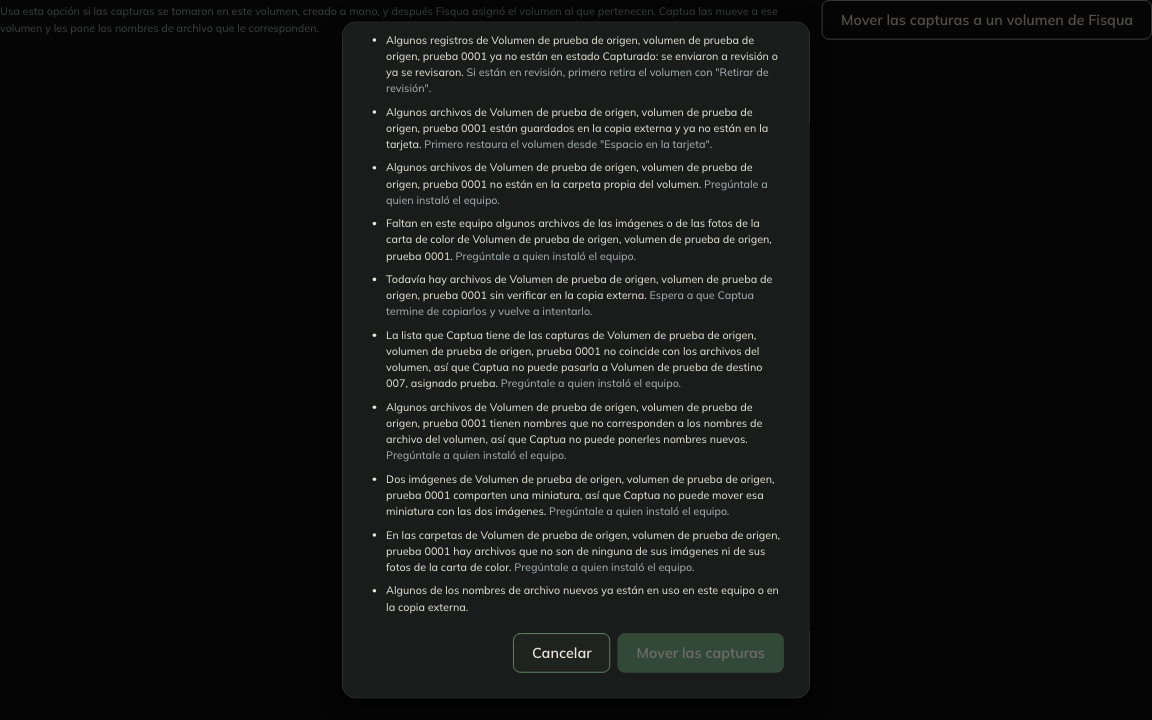 Usa esta opción si las capturas se tomaron en este volumen, creado a mano, y después Fisqua asignó el volumen al que pertenecen. Captua las mueve a ese
volumen y les pone los nombres de archivo que le corresponden.
Mover las capturas a un volumen de Fisqua
• Algunos registros de Volumen de prueba de origen, volumen de prueba de
origen, prueba 0001 ya no están en estado Capturado: se enviaron a revisión o
ya se revisaron. Si están en revisión, primero retira el volumen con "Retirar de
revisión".
• Algunos archivos de Volumen de prueba de origen, volumen de prueba de
origen, prueba 0001 están guardados en la copia externa y ya no están en la
tarjeta. Primero restaura el volumen desde "Espacio en la tarjeta".
• Algunos archivos de Volumen de prueba de origen, volumen de prueba de
origen, prueba 0001 no están en la carpeta propia del volumen. Pregúntale a
quien instaló el equipo.
• Faltan en este equipo algunos archivos de las imágenes o de las fotos de la
carta de color de Volumen de prueba de origen, volumen de prueba de origen,
prueba 0001. Pregúntale a quien instaló el equipo.
• Todavía hay archivos de Volumen de prueba de origen, volumen de prueba de
origen, prueba 0001 sin verificar en la copia externa. Espera a que Captua
termine de copiarlos y vuelve a intentarlo.
• La lista que Captua tiene de las capturas de Volumen de prueba de origen,
volumen de prueba de origen, prueba 0001 no coincide con los archivos del
volumen, así que Captua no puede pasarla a Volumen de prueba de destino
007, asignado prueba. Pregúntale a quien instaló el equipo.
• Algunos archivos de Volumen de prueba de origen, volumen de prueba de
origen, prueba 0001 tienen nombres que no corresponden a los nombres de
archivo del volumen, así que Captua no puede ponerles nombres nuevos.
Pregúntale a quien instaló el equipo.
• Dos imágenes de Volumen de prueba de origen, volumen de prueba de origen,
prueba 0001 comparten una miniatura, así que Captua no puede mover esa
miniatura con las dos imágenes. Pregúntale a quien instaló el equipo.
• En las carpetas de Volumen de prueba de origen, volumen de prueba de origen,
prueba 0001 hay archivos que no son de ninguna de sus imágenes ni de sus
fotos de la carta de color. Pregúntale a quien instaló el equipo.
• Algunos de los nombres de archivo nuevos ya están en uso en este equipo o en
la copia externa.
Cancelar
Mover las capturas